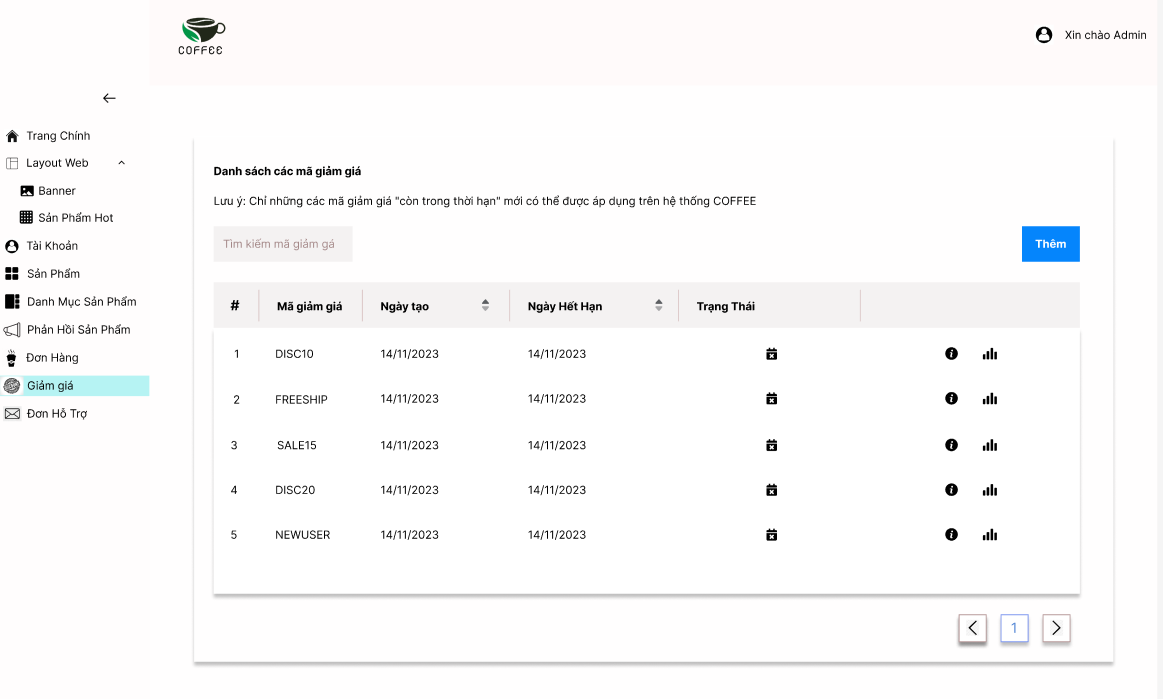 COFFEE
Xin chào Admin
Trang Chính
Layout Web
Banner
Sản Phẩm Hot
Tài Khoản
Sản Phẩm
Danh Mục Sản Phẩm
Phản Hồi Sản Phẩm
Đơn Hàng
Giảm giá
Đơn Hỗ Trợ
Danh sách các mã giảm giá
Lưu ý: Chỉ những các mã giảm giá "còn trong thời hạn" mới có thể được áp dụng trên hệ thống COFFEE
Tìm kiếm mã giảm gá
Thêm
# Mã giảm giá Ngày tạo Ngày Hết Hạn Trạng Thái
1 DISC10 14/11/2023 14/11/2023
2 FREESHIP 14/11/2023 14/11/2023
3 SALE15 14/11/2023 14/11/2023
4 DISC20 14/11/2023 14/11/2023
5 NEWUSER 14/11/2023 14/11/2023
1